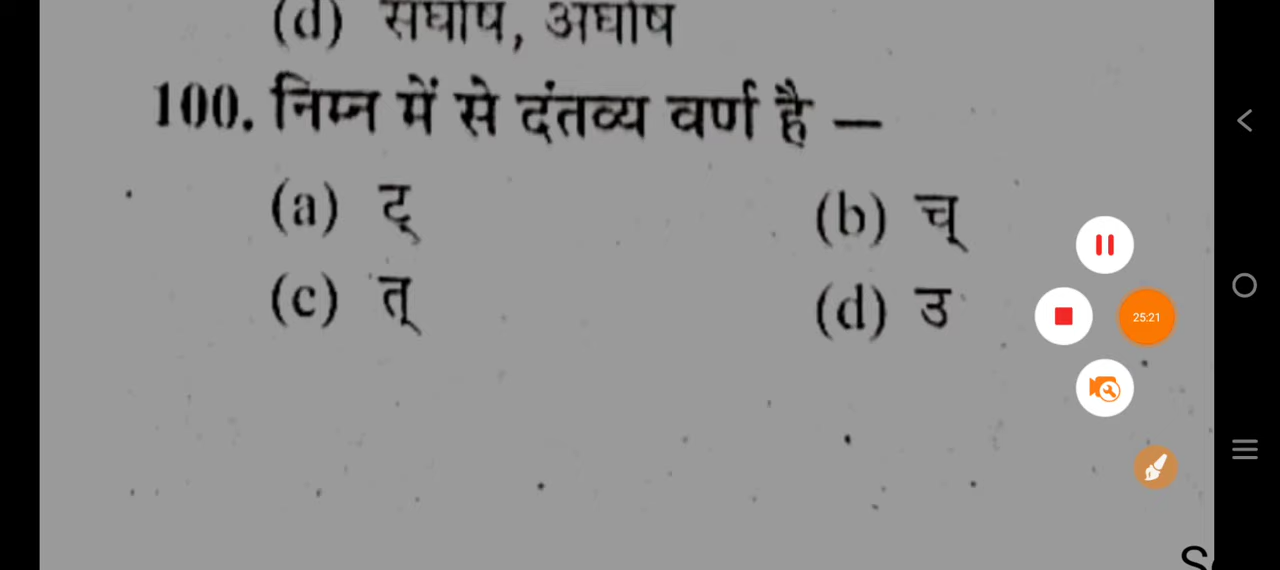 (d) सघोष, अघोष
100. निम्न में से दंतव्य वर्ण है —
(a) ट् (b) च्
(c) त् (d) उ
25:21